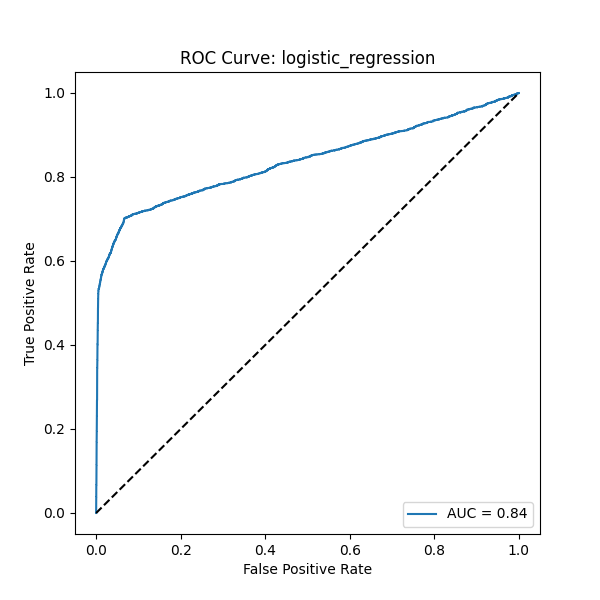 ROC Curve: logistic_regression
True Positive Rate
1.0
0.8
0.6
0.4
0.2
0.0
AUC = 0.84
0.0 0.2 0.4 0.6 0.8 1.0
False Positive Rate